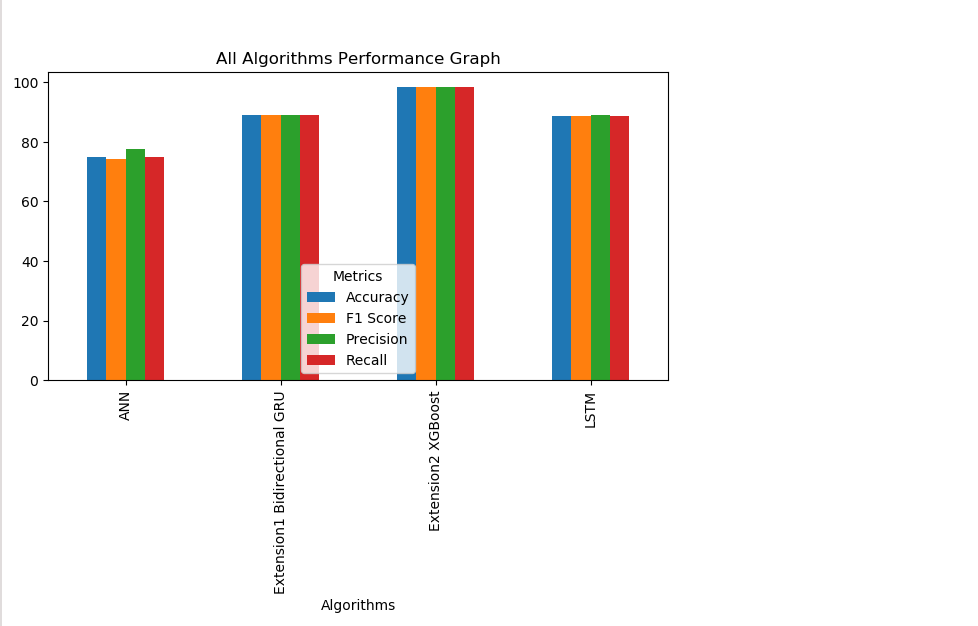 All Algorithms Performance Graph
100
80
60
40
20
0
Metrics
Accuracy
F1 Score
Precision
Recall
ANN
Extension1 Bidirectional GRU
Extension2 XGBoost
LSTM
Algorithms